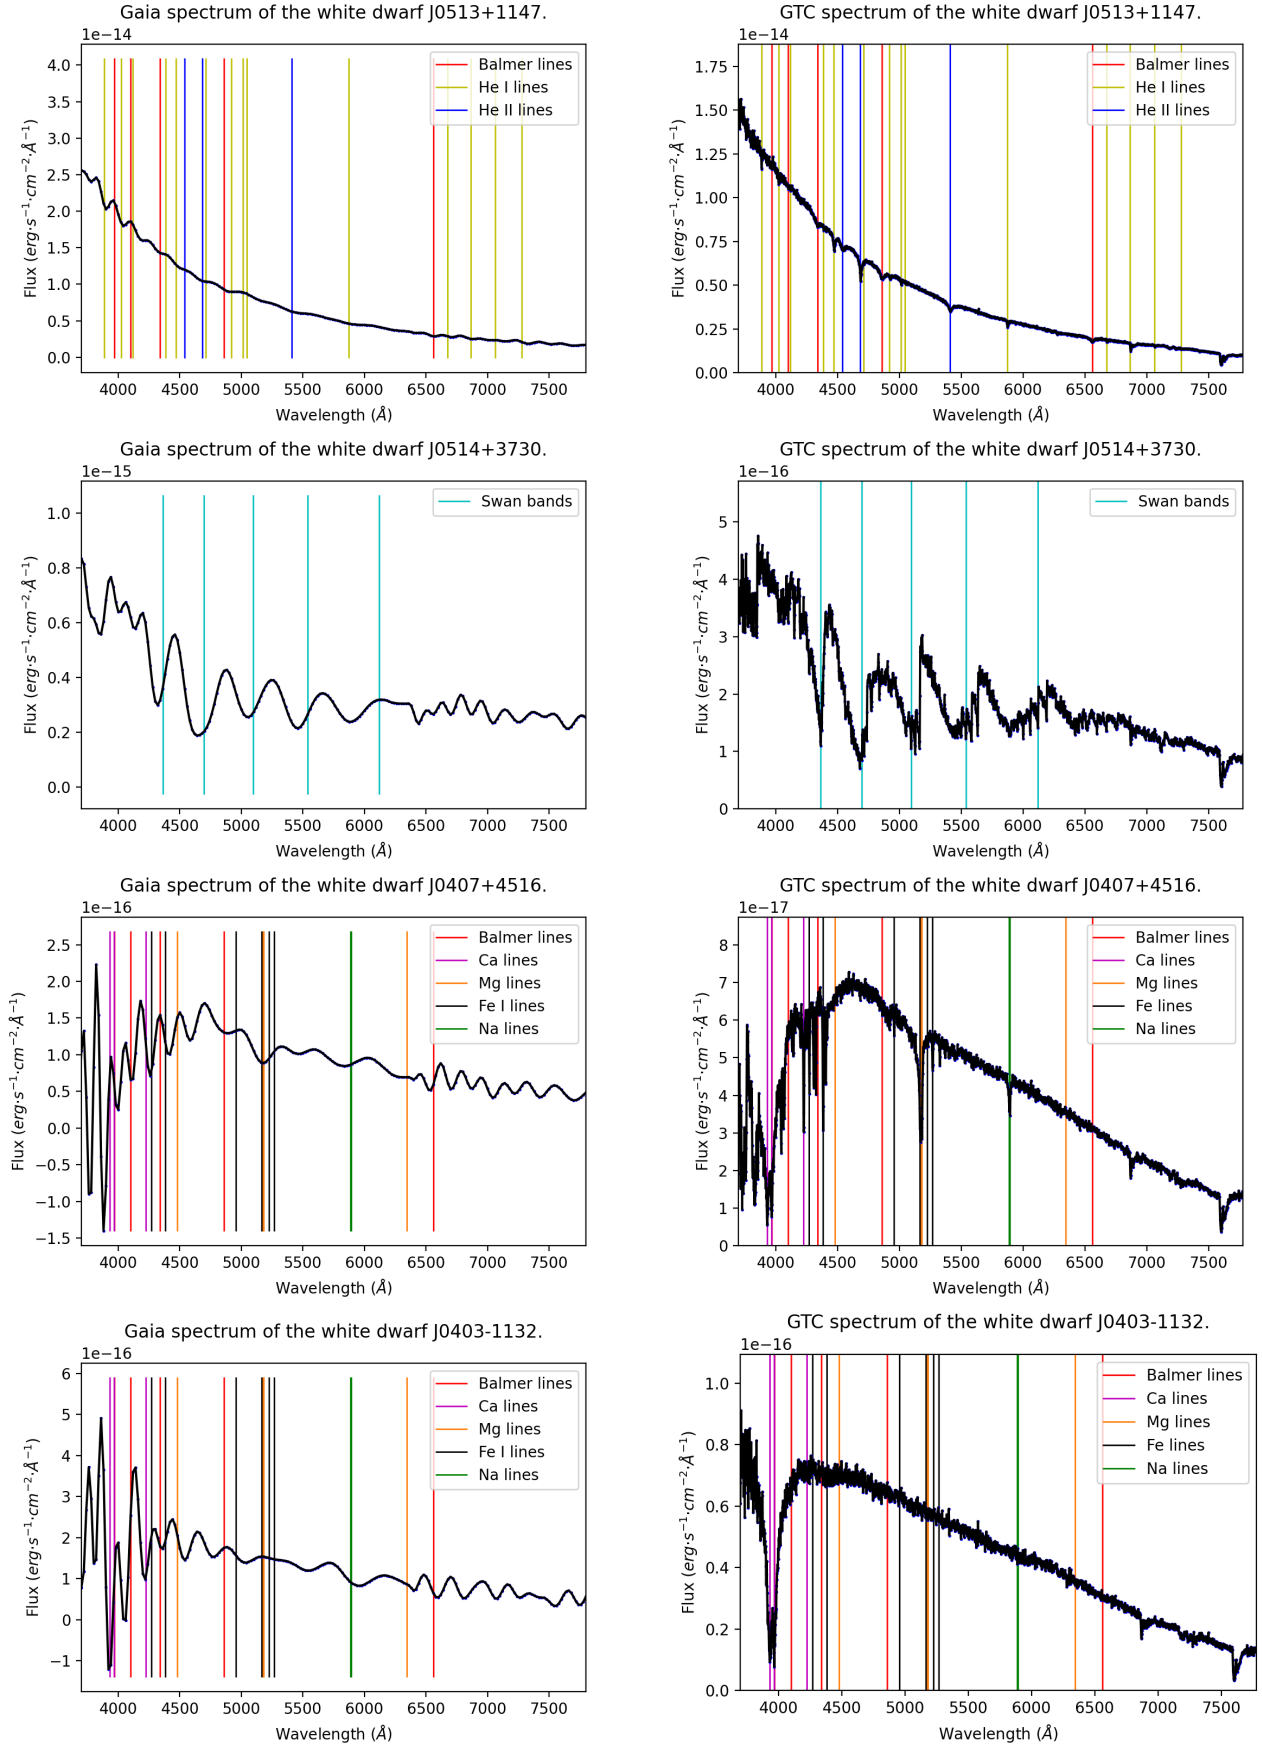 Gaia spectrum of the white dwarf J0513+1147.
1e−14
Flux (erg·s⁻¹·cm⁻²·Å⁻¹)
4.0
3.5
3.0
2.5
2.0
1.5
1.0
0.5
0.0
Balmer lines
He I lines
He II lines
4000 4500 5000 5500 6000 6500 7000 7500
Wavelength (Å)
GTC spectrum of the white dwarf J0513+1147.
1e−14
Flux (erg·s⁻¹·cm⁻²·Å⁻¹)
1.75
1.50
1.25
1.00
0.75
0.50
0.25
0.00
Balmer lines
He I lines
He II lines
4000 4500 5000 5500 6000 6500 7000 7500
Wavelength (Å)
Gaia spectrum of the white dwarf J0514+3730.
1e−15
Flux (erg·s⁻¹·cm⁻²·Å⁻¹)
1.0
0.8
0.6
0.4
0.2
0.0
Swan bands
4000 4500 5000 5500 6000 6500 7000 7500
Wavelength (Å)
GTC spectrum of the white dwarf J0514+3730.
1e−16
Flux (erg·s⁻¹·cm⁻²·Å⁻¹)
5
4
3
2
1
0
Swan bands
4000 4500 5000 5500 6000 6500 7000 7500
Wavelength (Å)
Gaia spectrum of the white dwarf J0407+4516.
1e−16
Flux (erg·s⁻¹·cm⁻²·Å⁻¹)
2.5
2.0
1.5
1.0
0.5
0.0
−0.5
−1.0
−1.5
Balmer lines
Ca lines
Mg lines
Fe I lines
Na lines
4000 4500 5000 5500 6000 6500 7000 7500
Wavelength (Å)
GTC spectrum of the white dwarf J0407+4516.
1e−17
Flux (erg·s⁻¹·cm⁻²·Å⁻¹)
8
7
6
5
4
3
2
1
0
Balmer lines
Ca lines
Mg lines
Fe lines
Na lines
4000 4500 5000 5500 6000 6500 7000 7500
Wavelength (Å)
Gaia spectrum of the white dwarf J0403-1132.
1e−16
Flux (erg·s⁻¹·cm⁻²·Å⁻¹)
6
5
4
3
2
1
0
−1
Balmer lines
Ca lines
Mg lines
Fe I lines
Na lines
4000 4500 5000 5500 6000 6500 7000 7500
Wavelength (Å)
GTC spectrum of the white dwarf J0403-1132.
1e−16
Flux (erg·s⁻¹·cm⁻²·Å⁻¹)
1.0
0.8
0.6
0.4
0.2
0.0
Balmer lines
Ca lines
Mg lines
Fe lines
Na lines
4000 4500 5000 5500 6000 6500 7000 7500
Wavelength (Å)